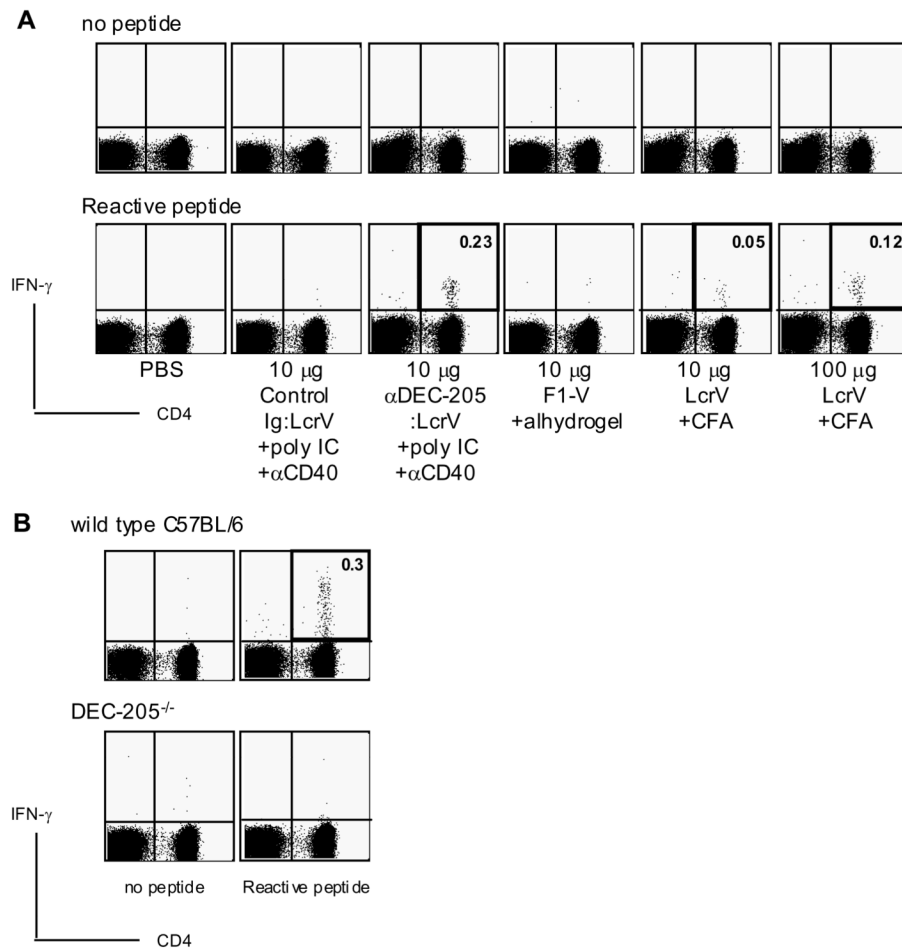 A
no peptide
Reactive peptide
0.23
0.05
0.12
IFN-γ
CD4
PBS
10 μg
Control
Ig:LcrV
+poly IC
+αCD40
10 μg
αDEC-205
:LcrV
+poly IC
+αCD40
10 μg
F1-V
+alhydrogel
10 μg
LcrV
+CFA
100 μg
LcrV
+CFA
B
wild type C57BL/6
0.3
DEC-205-/-
IFN-γ
no peptide
Reactive peptide
CD4